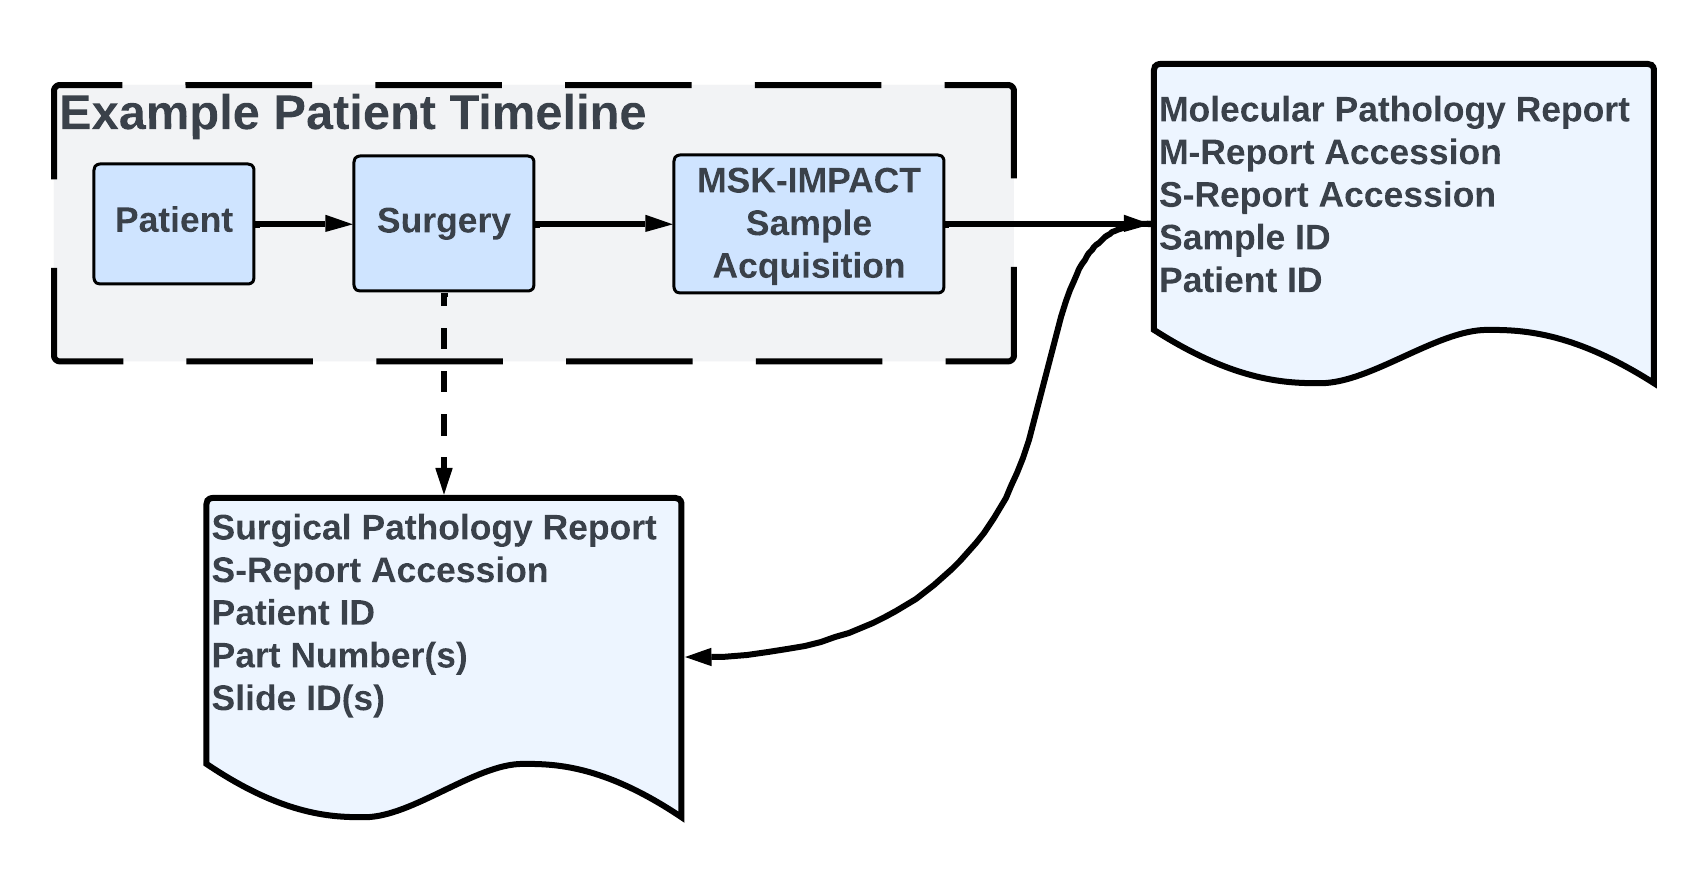 Example Patient Timeline
Patient
Surgery
MSK-IMPACT
Sample
Acquisition
Molecular Pathology Report
M-Report Accession
S-Report Accession
Sample ID
Patient ID
Surgical Pathology Report
S-Report Accession
Patient ID
Part Number(s)
Slide ID(s)